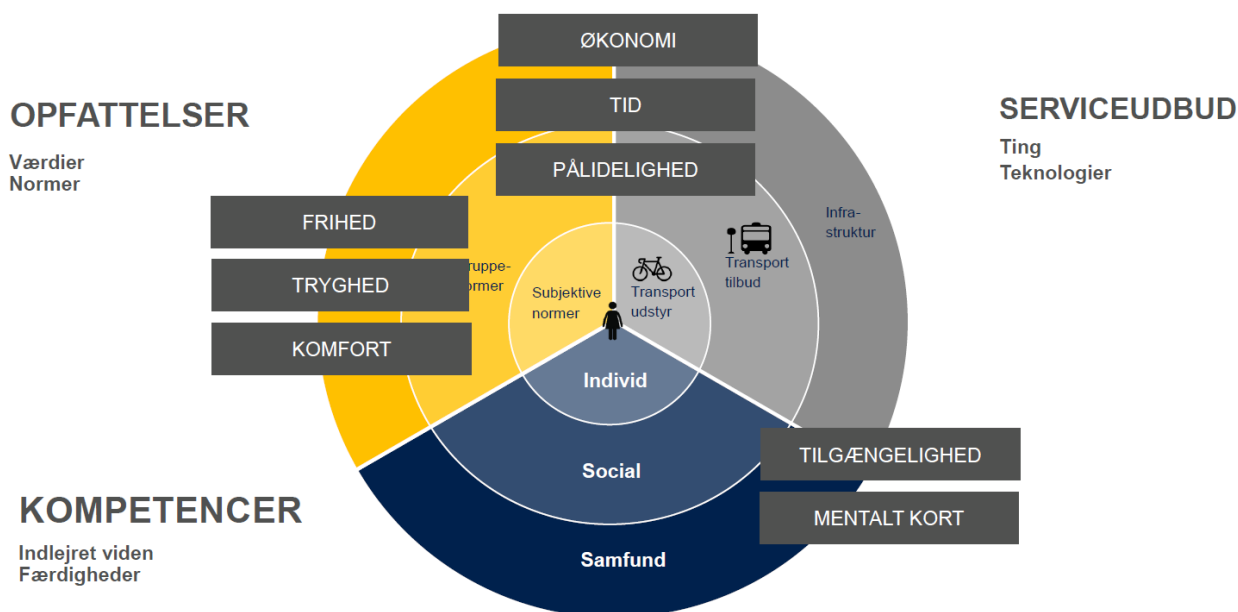 ØKONOMI
TID
PÅLIDELIGHED
OPFATTELSER
Værdier
Normer
SERVICEUDBUD
Ting
Teknologier
FRIHED
TRYGHED
KOMFORT
ruppe-
ormer
Subjektive
normer
Transport
udstyr
Transport
tilbud
Infra-
struktur
Individ
Social
Samfund
TILGÆNGELIGHED
MENTALT KORT
KOMPETENCER
Indlejret viden
Færdigheder